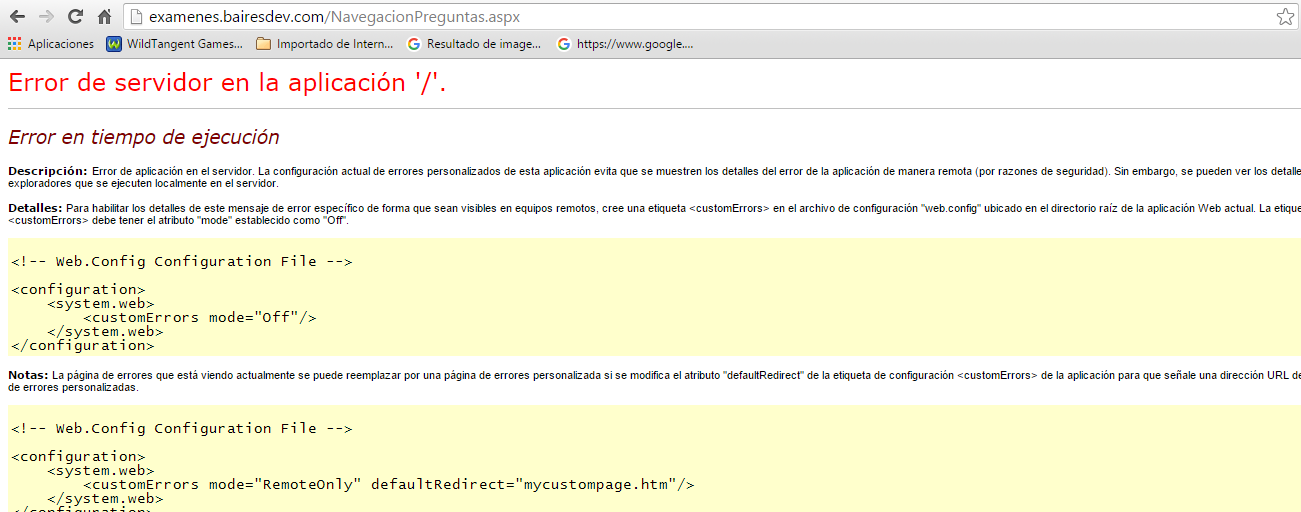 examenes.bairesdev.com/NavegacionPreguntas.aspx
Aplicaciones WildTangent Games... Importado de Intern... Resultado de image... https://www.google....
Error de servidor en la aplicación '/'.
Error en tiempo de ejecución
Descripción: Error de aplicación en el servidor. La configuración actual de errores personalizados de esta aplicación evita que se muestren los detalles del error de la aplicación de manera remota (por razones de seguridad). Sin embargo, se pueden ver los detalle
exploradores que se ejecuten localmente en el servidor.
Detalles: Para habilitar los detalles de este mensaje de error específico de forma que sean visibles en equipos remotos, cree una etiqueta <customErrors> en el archivo de configuración "web.config" ubicado en el directorio raíz de la aplicación Web actual. La etique
<customErrors> debe tener el atributo "mode" establecido como "Off".
<!-- Web.Config Configuration File -->
<configuration>
    <system.web>
        <customErrors mode="Off"/>
    </system.web>
</configuration>
Notas: La página de errores que está viendo actualmente se puede reemplazar por una página de errores personalizada si se modifica el atributo "defaultRedirect" de la etiqueta de configuración <customErrors> de la aplicación para que señale una dirección URL de
de errores personalizadas.
<!-- Web.Config Configuration File -->
<configuration>
    <system.web>
        <customErrors mode="RemoteOnly" defaultRedirect="mycustompage.htm"/>
    </system.web>
</configuration>